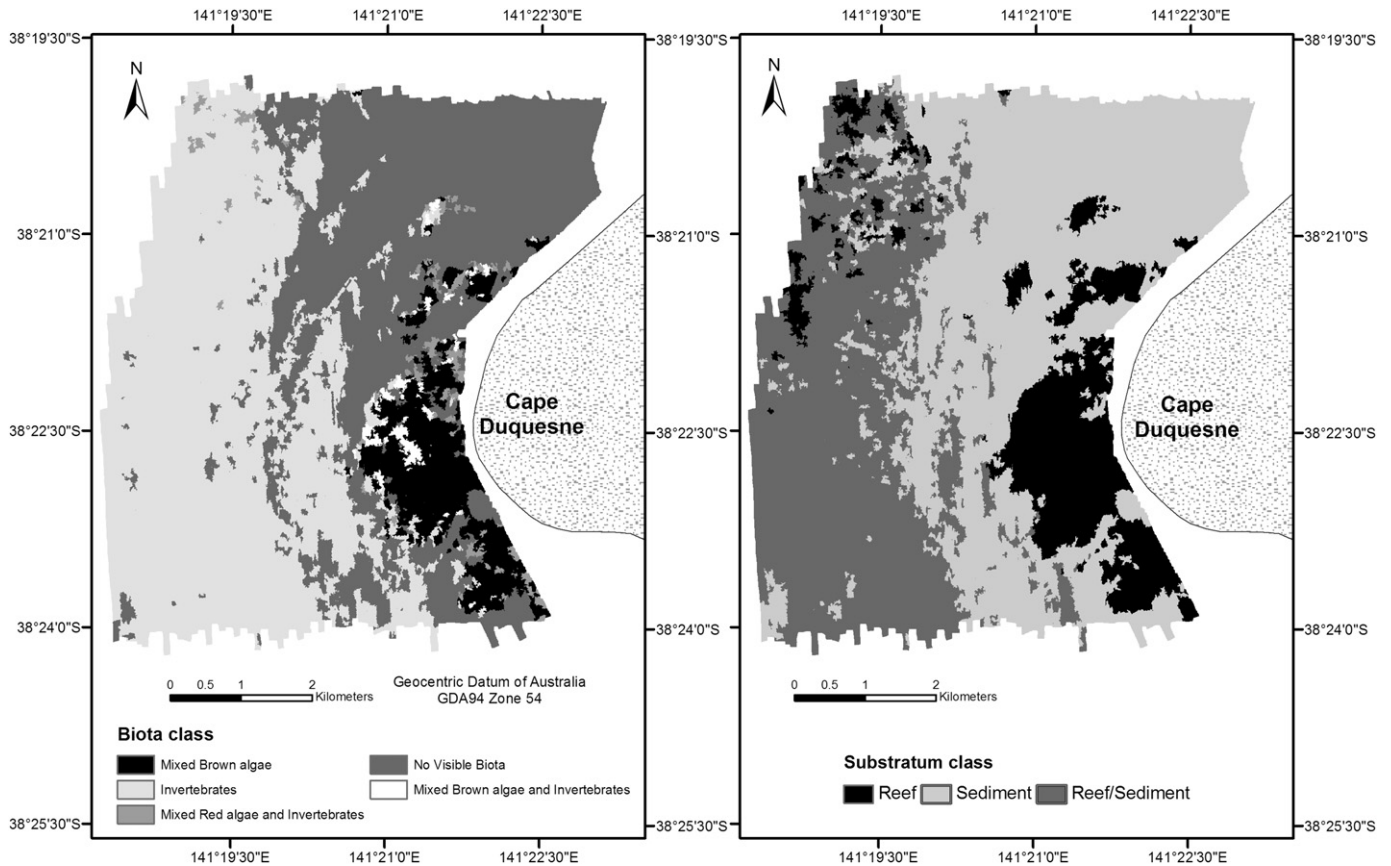 141°19'30"E 141°21'0"E 141°22'30"E
38°19'30"S
38°21'0"S
38°22'30"S
38°24'0"S
38°25'30"S
N
Cape
Duquesne
0 0.5 1 2
Kilometers
Geocentric Datum of Australia
GDA94 Zone 54
Biota class
Mixed Brown algae
Invertebrates
Mixed Red algae and Invertebrates
No Visible Biota
Mixed Brown algae and Invertebrates
141°19'30"E 141°21'0"E 141°22'30"E
141°19'30"E 141°21'0"E 141°22'30"E
38°19'30"S 38°19'30"S
38°21'0"S 38°21'0"S
38°22'30"S 38°22'30"S
38°24'0"S 38°24'0"S
38°25'30"S 38°25'30"S
N
Cape
Duquesne
0 0.5 1 2
Kilometers
Substratum class
Reef Sediment Reef/Sediment
141°19'30"E 141°21'0"E 141°22'30"E